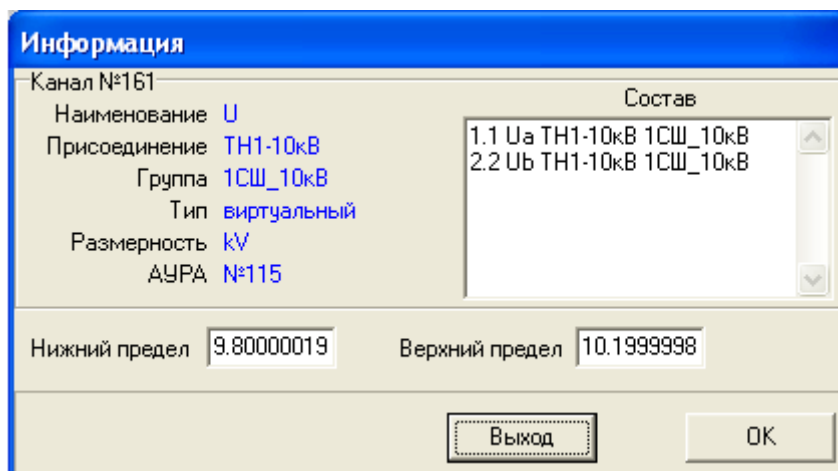 Информация
Канал №161
Наименование U
Присоединение ТН1-10кВ
Группа 1СШ_10кВ
Тип виртуальный
Размерность kV
АУРА №115
Состав
1.1 Ua ТН1-10кВ 1СШ_10кВ
2.2 Ub ТН1-10кВ 1СШ_10кВ
Нижний предел 9.80000019 Верхний предел 10.1999998
Выход OK